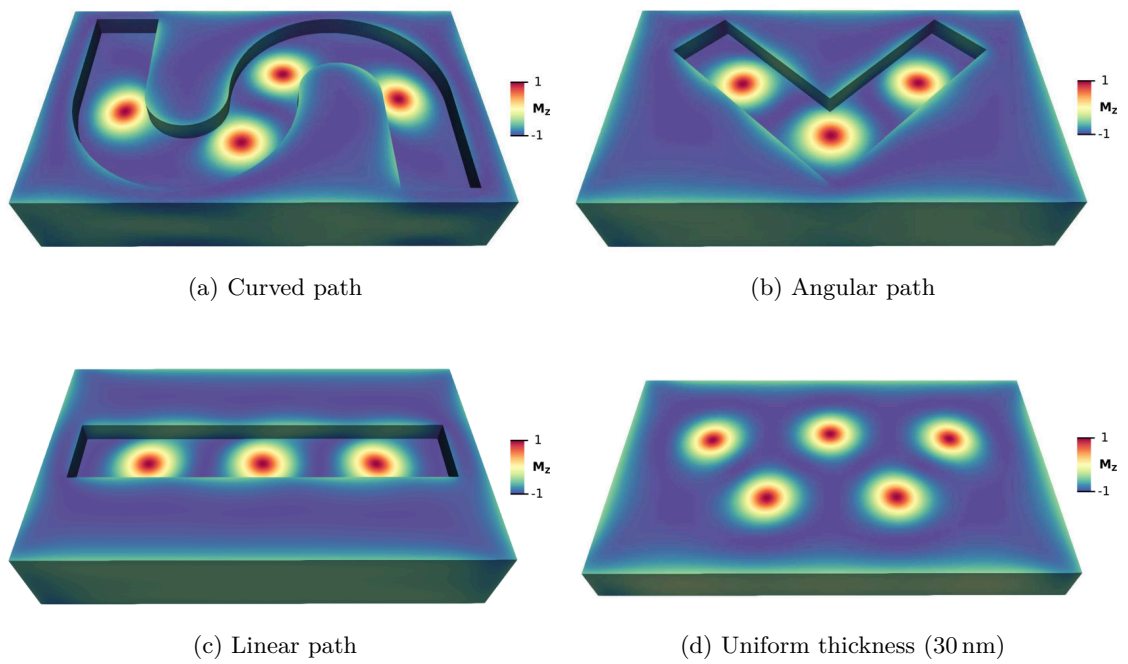 1
Mz
-1
1
Mz
-1
(a) Curved path
(b) Angular path
1
Mz
-1
1
Mz
-1
(c) Linear path
(d) Uniform thickness (30 nm)